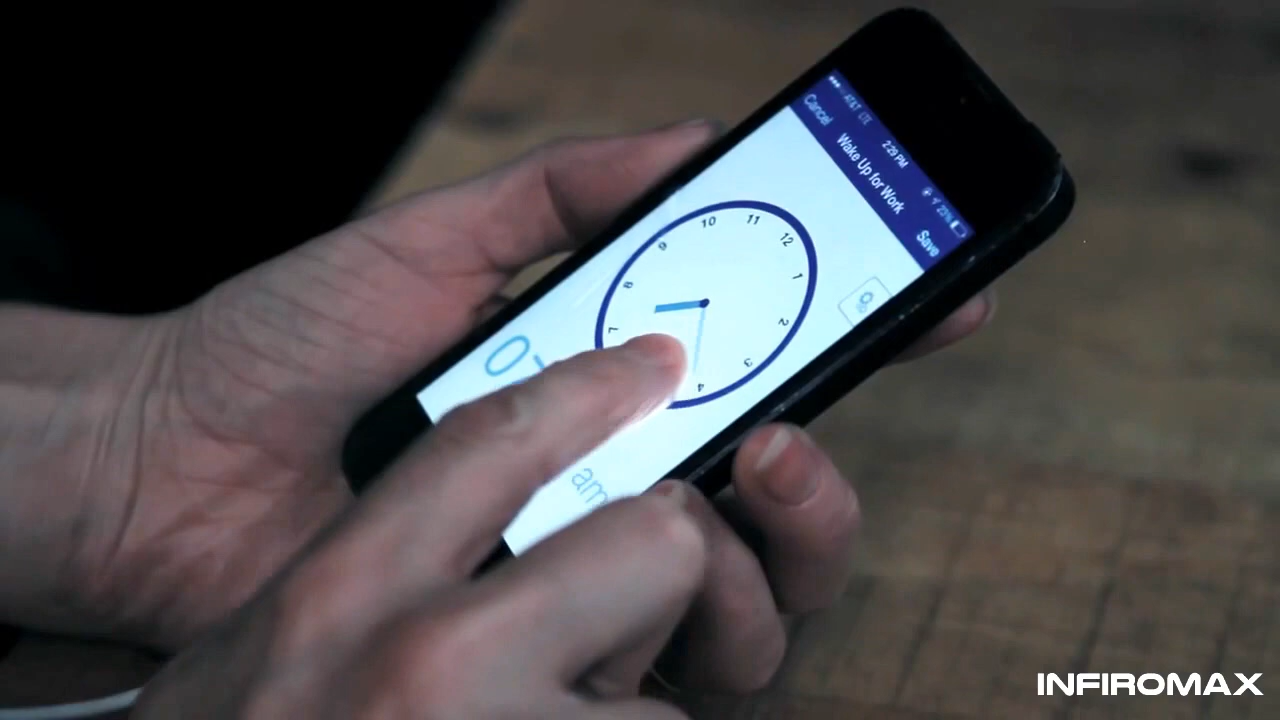 ●●● AT&T LTE 2:29 PM 23%
Cancel Wake Up for Work Save
12
1
2
3
4
7
8
9
10
11
am
INFIROMAX